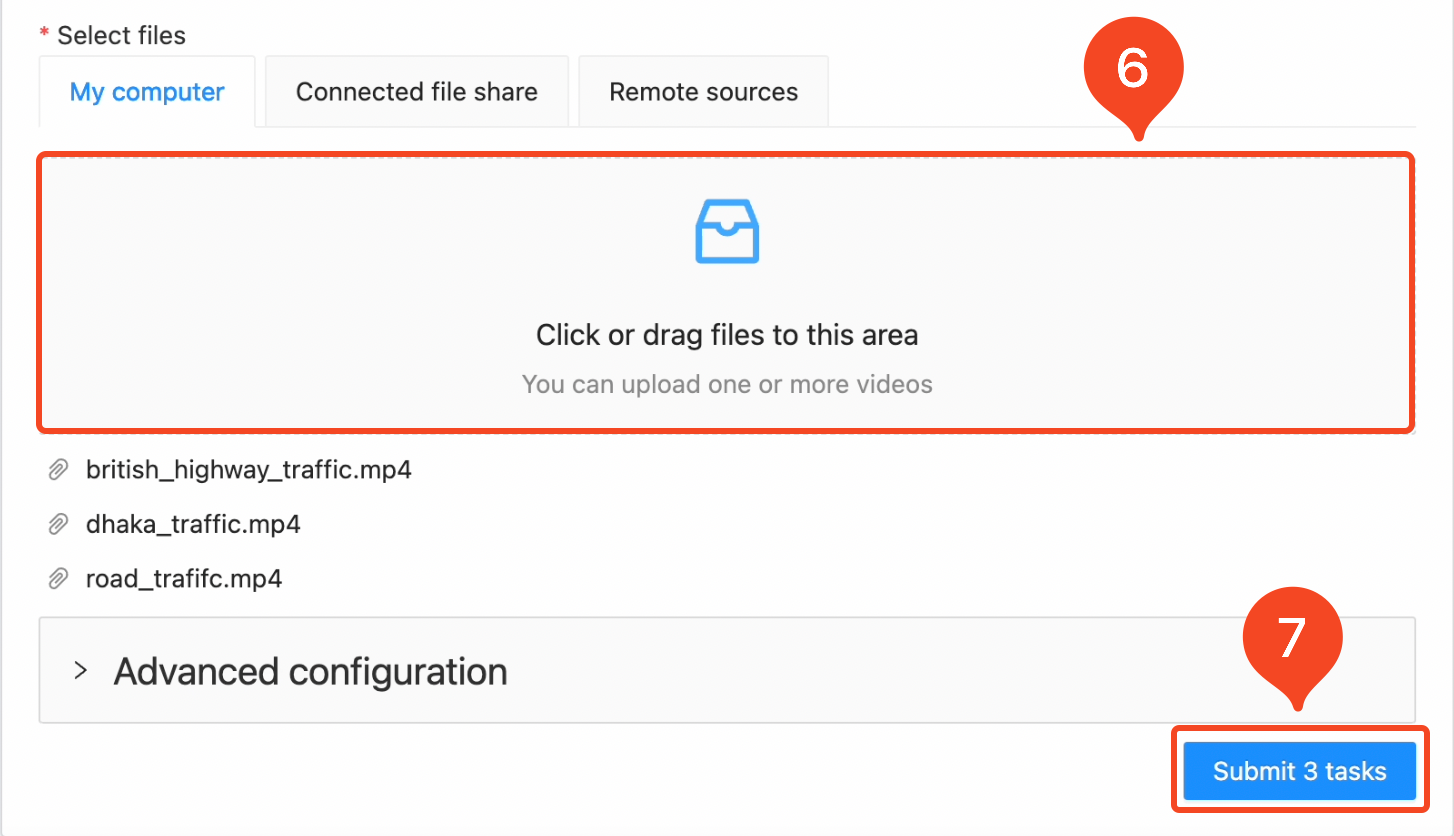 * Select files
My computer
Connected file share
Remote sources
6
Click or drag files to this area
You can upload one or more videos
british_highway_traffic.mp4
dhaka_traffic.mp4
road_trafifc.mp4
> Advanced configuration
7
Submit 3 tasks